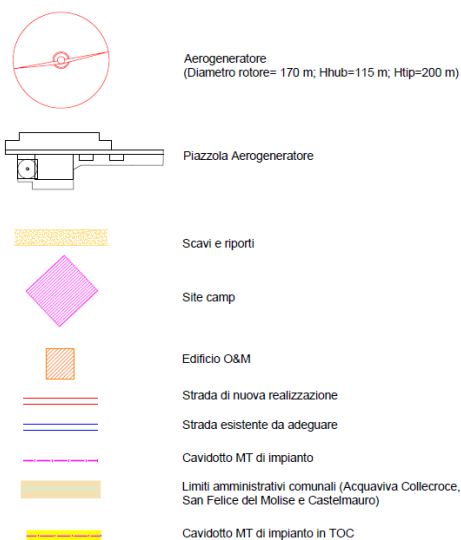 Aerogeneratore
(Diametro rotore= 170 m; Hhub=115 m; Htip=200 m)
Piazzola Aerogeneratore
Scavi e riporti
Site camp
Edificio O&M
Strada di nuova realizzazione
Strada esistente da adeguare
Cavidotto MT di impianto
Limiti amministrativi comunali (Acquaviva Collecroce,
San Felice del Molise e Castelmauro)
Cavidotto MT di impianto in TOC